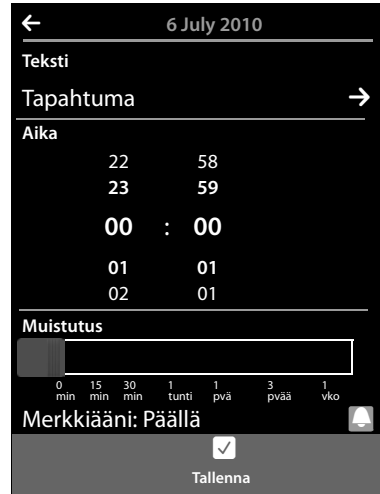 6 July 2010
Teksti
Tapahtuma
Aika
22 58
23 59
00 : 00
01 01
02 01
Muistutus
0 min 15 min 30 min 1 tunti 1 pvä 3 pvää 1 vko
Merkkiääni: Päällä
Tallenna